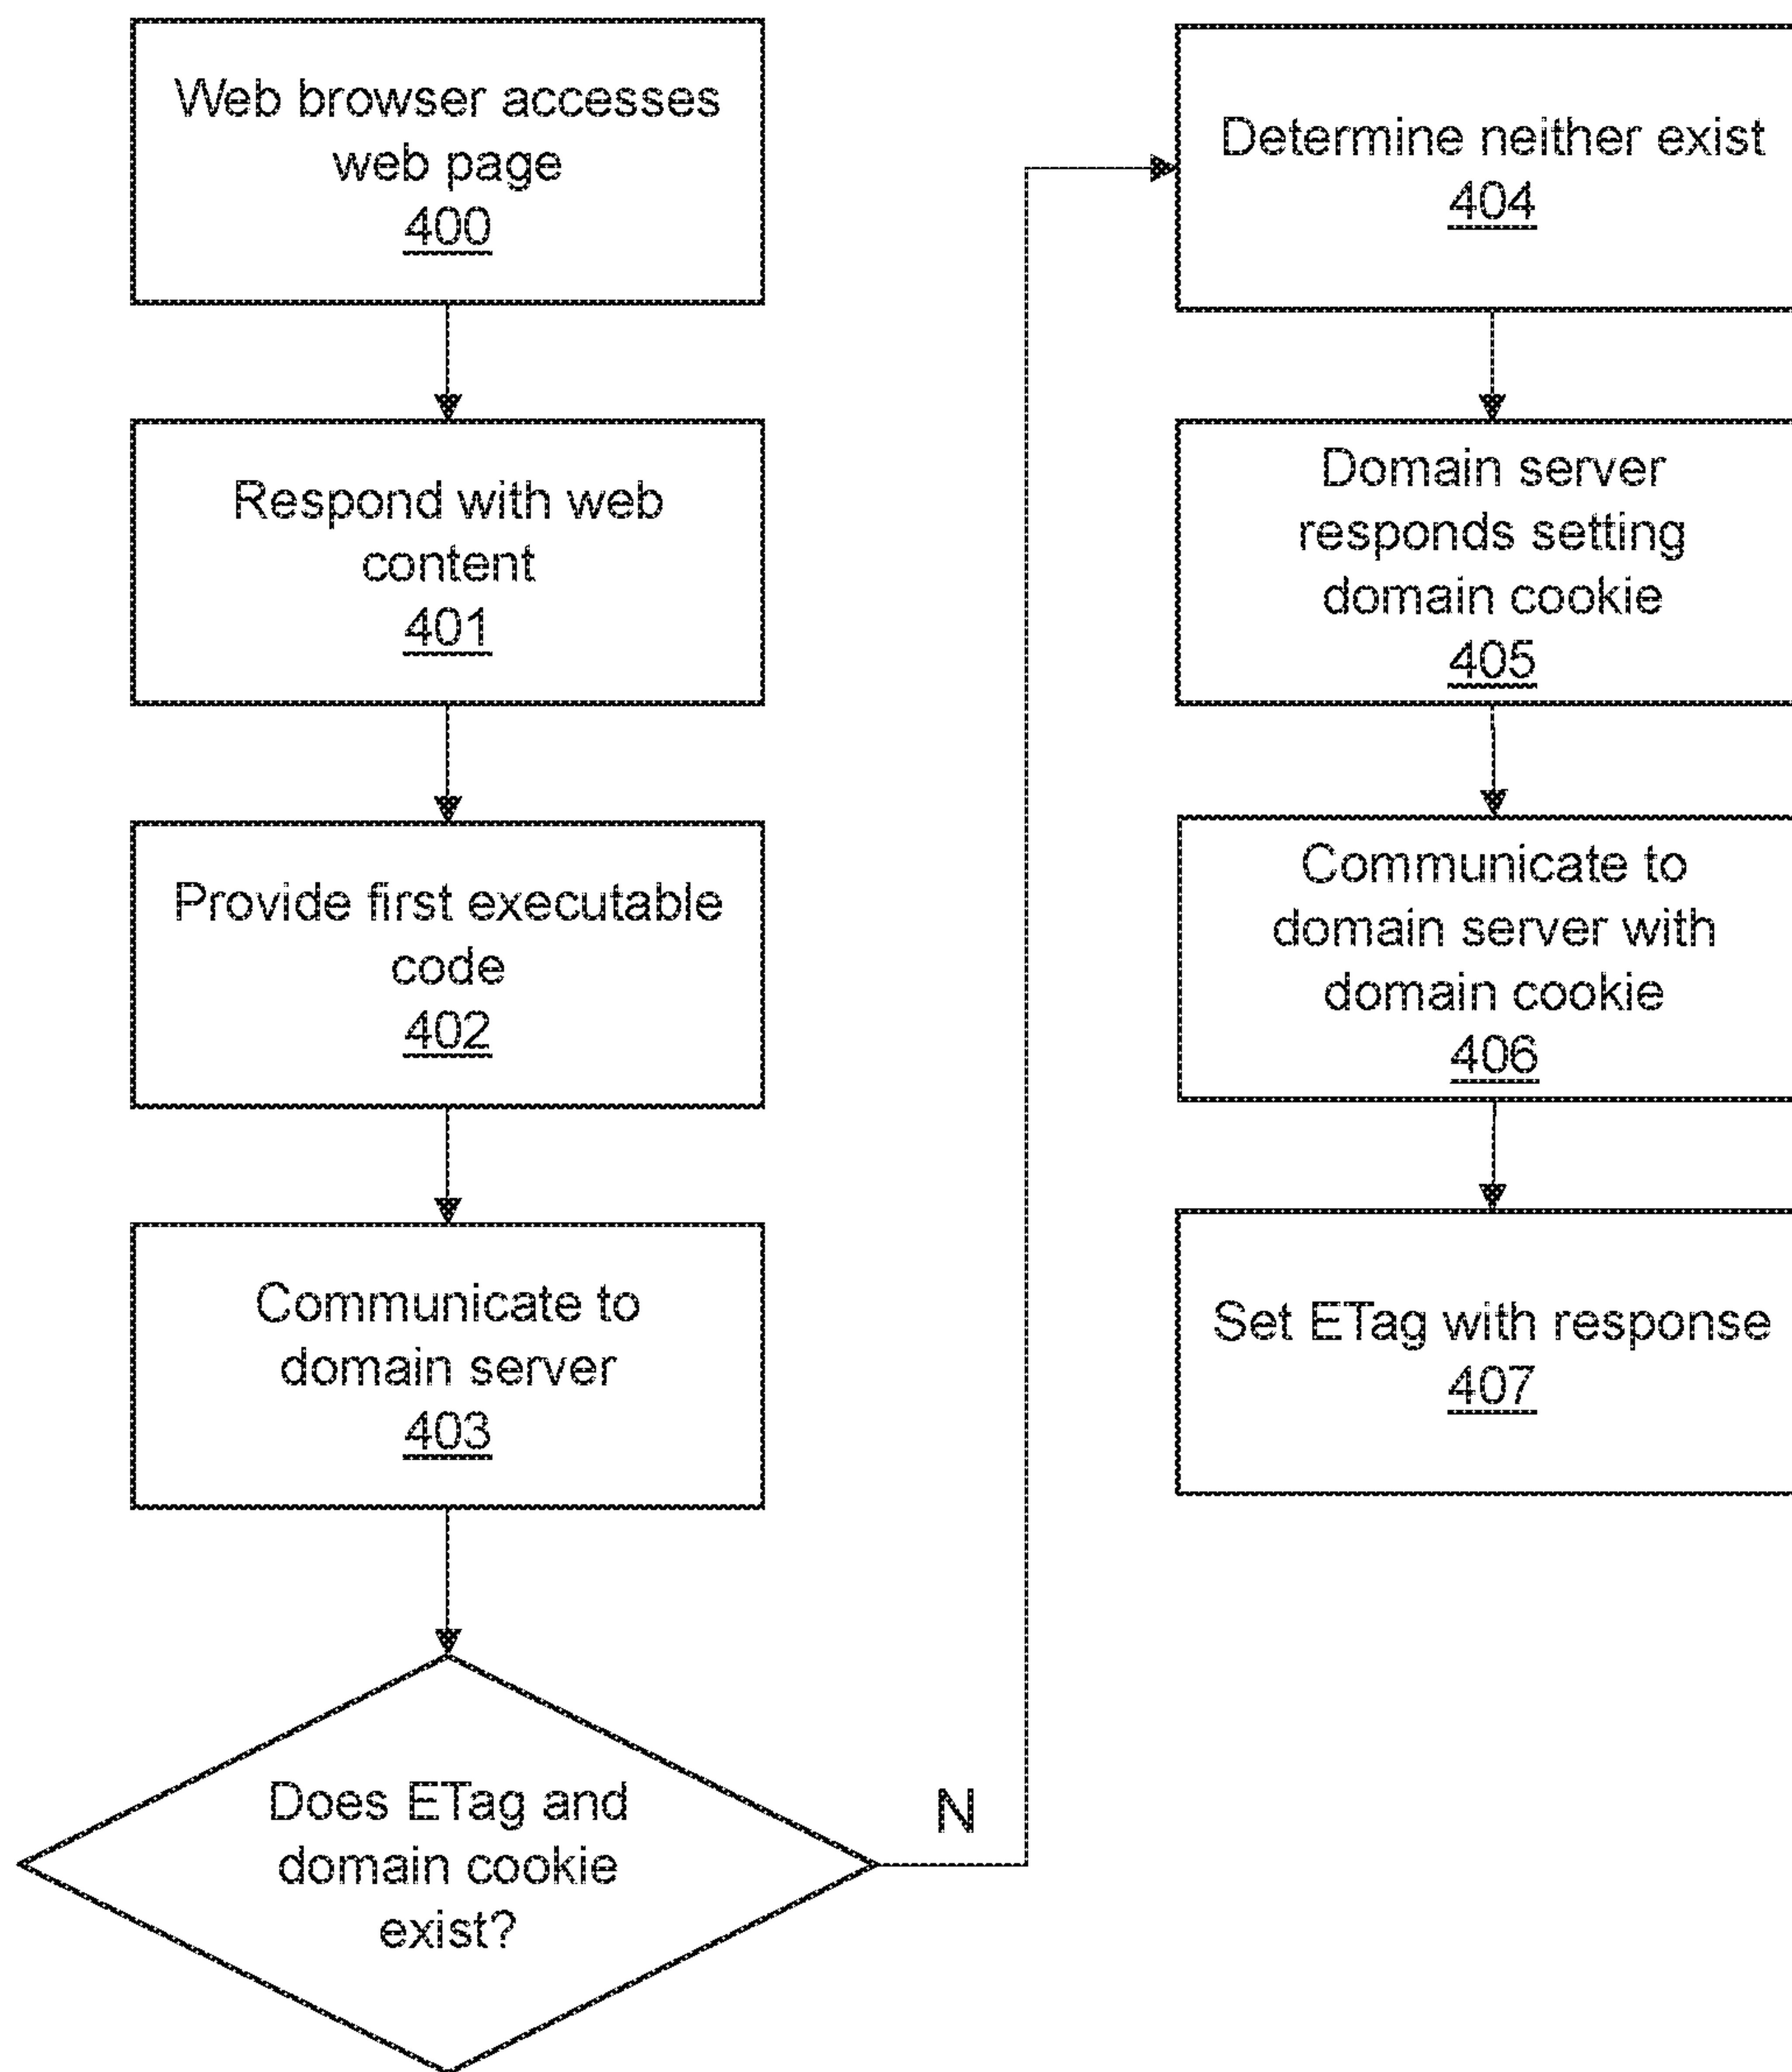 Web browser accesses
web page
400
Respond with web
content
401
Provide first executable
code
402
Communicate to
domain server
403
Does ETag and
domain cookie
exist?
N
Determine neither exist
404
Domain server
responds setting
domain cookie
405
Communicate to
domain server with
domain cookie
406
Set ETag with response
407